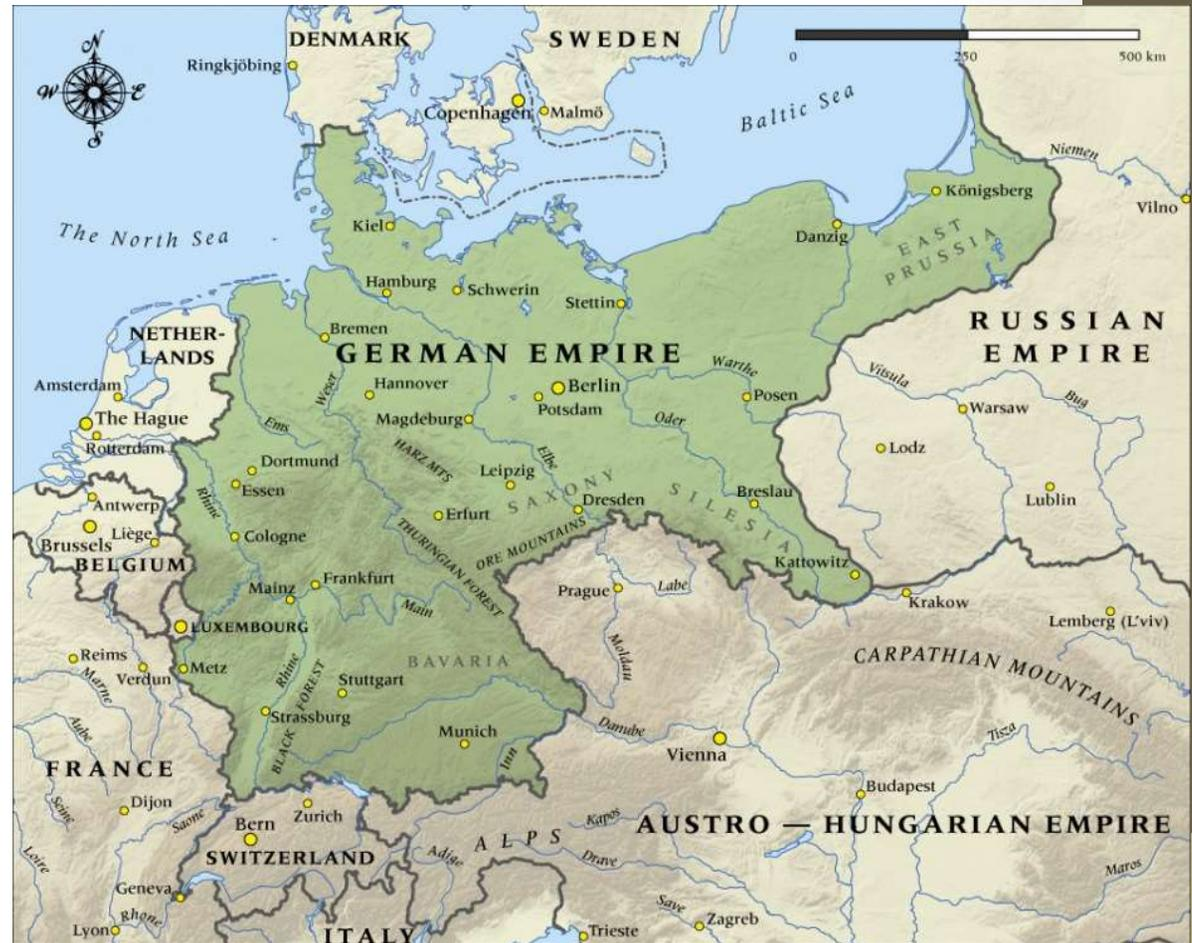 DENMARK
SWEDEN
N
W
E
S
Ringkjöbing
0
250
500 km
Copenhagen
Malmö
Baltic Sea
Niemen
Königsberg
Vilno
The North Sea
Kiel
Danzig
EAST
PRUSSIA
Hamburg
Schwerin
Stettin
RUSSIAN
EMPIRE
NETHER-
LANDS
Bremen
GERMAN EMPIRE
Weser
Warthe
Vitsula
Bug
Amsterdam
Hannover
Berlin
Potsdam
Posen
Warsaw
The Hague
Magdeburg
Oder
Rotterdam
Ems
HARZ MTS
Elbe
Lodz
Dortmund
Leipzig
Essen
Rhine
SAXONY
SILESIA
Breslau
Lublin
Antwerp
Erfurt
Dresden
Brussels
Liège
Cologne
THURINGIAN FOREST
ORE MOUNTAINS
BELGIUM
Kattowitz
Mainz
Frankfurt
Prague
Labe
Krakow
Main
Lemberg (L'viv)
LUXEMBOURG
Moldau
Reims
Verdun
Metz
Marne
Rhine
BAVARIA
CARPATHIAN MOUNTAINS
Stuttgart
BLACK FOREST
Strassburg
Aube
Munich
Inn
Danube
Vienna
Tisza
FRANCE
Seine
Dijon
Saone
Zurich
Bern
Budapest
Kapos
AUSTRO — HUNGARIAN EMPIRE
ALPS
SWITZERLAND
Adige
Drave
Loire
Maros
Geneva
Rhone
Save
Lyon
ITALY
Trieste
Zagreb